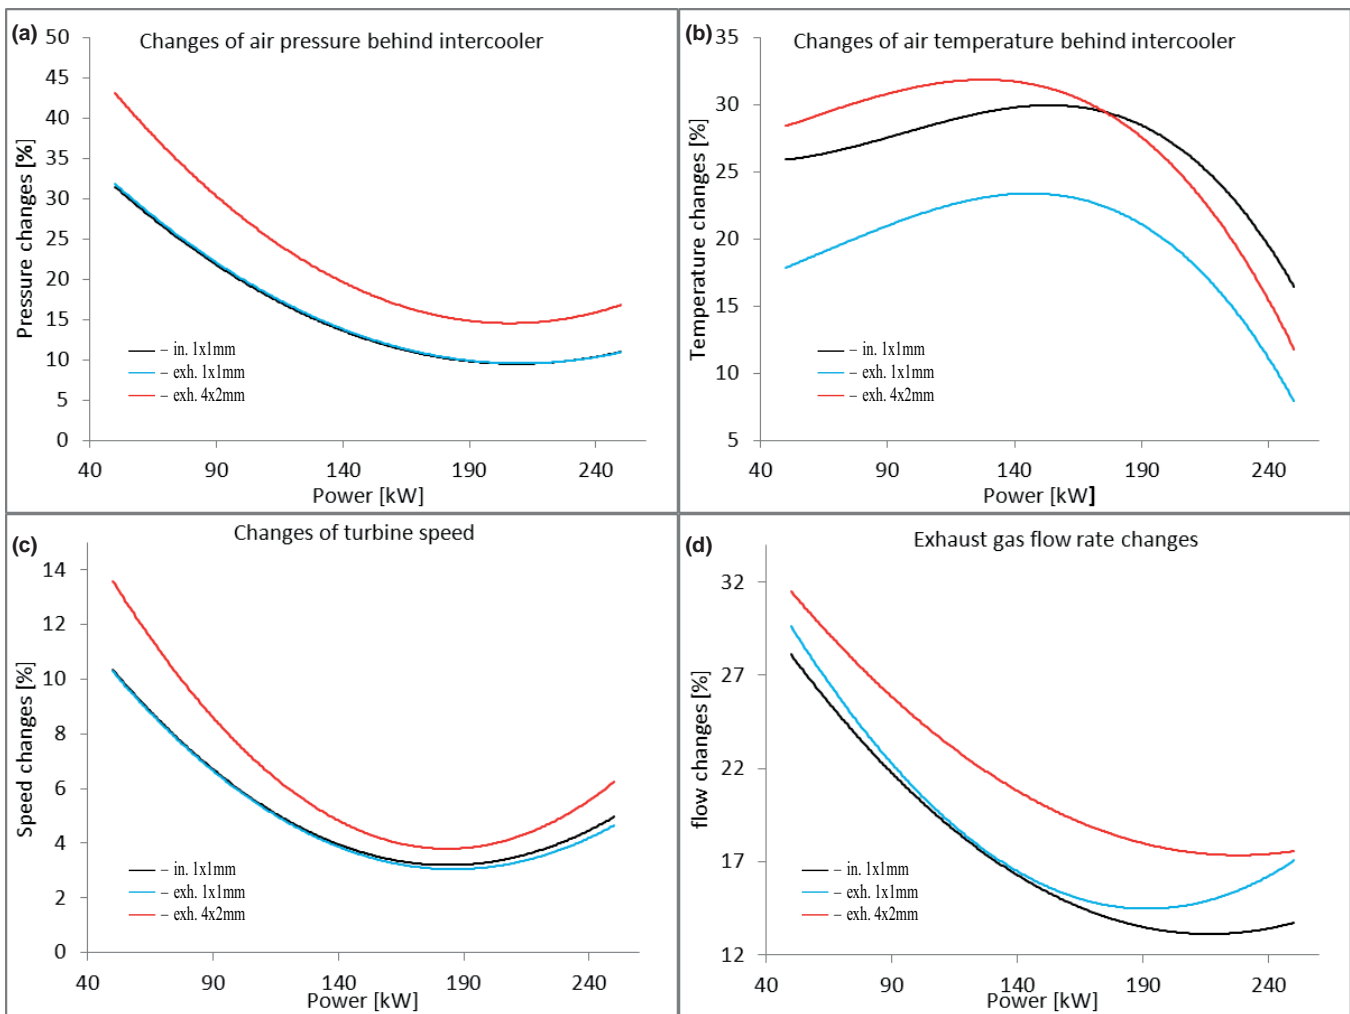 (a)
Changes of air pressure behind intercooler
Pressure changes [%]
50
45
40
35
30
25
20
15
10
5
0
– in. 1x1mm
– exh. 1x1mm
– exh. 4x2mm
40 90 140 190 240
Power [kW]
(b)
Changes of air temperature behind intercooler
Temperature changes [%]
35
30
25
20
15
10
5
– in. 1x1mm
– exh. 1x1mm
– exh. 4x2mm
40 90 140 190 240
Power [kW]
(c)
Changes of turbine speed
Speed changes [%]
14
12
10
8
6
4
2
0
– in. 1x1mm
– exh. 1x1mm
– exh. 4x2mm
40 90 140 190 240
Power [kW]
(d)
Exhaust gas flow rate changes
flow changes [%]
32
27
22
17
12
– in. 1x1mm
– exh. 1x1mm
– exh. 4x2mm
40 90 140 190 240
Power [kW]